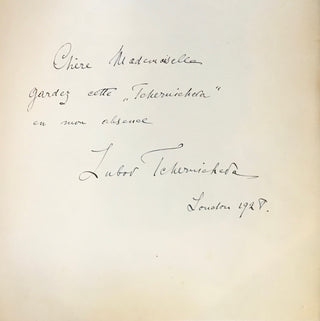 Chère Mademoiselle
gardez cette „Tchernicheva“
en mon absence
Lubov Tchernicheva
London 1928.